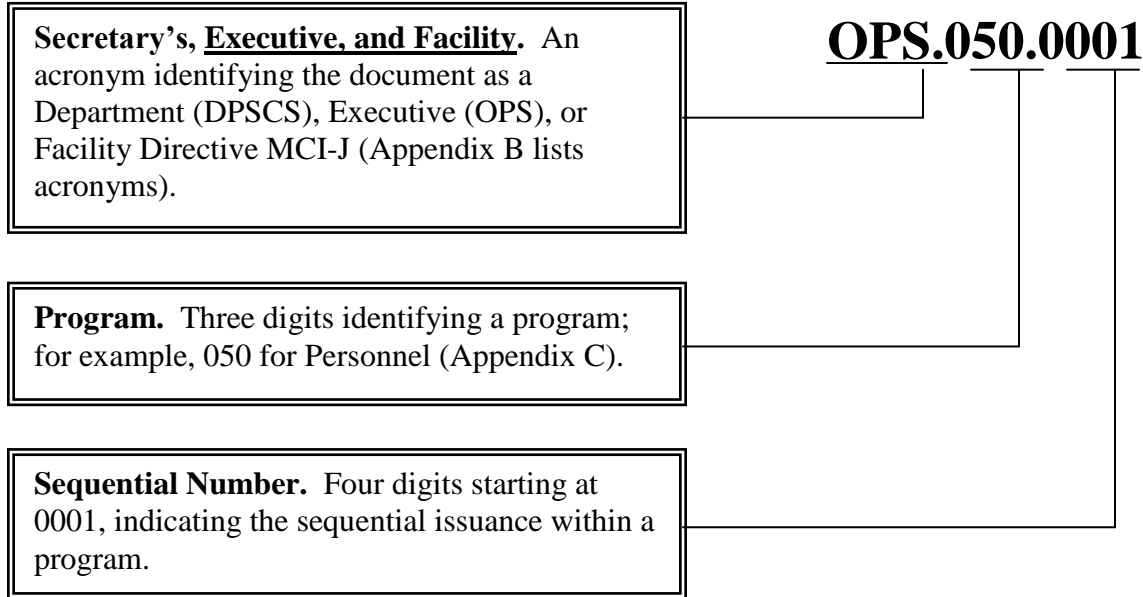 OPS.050.0001
Secretary’s, Executive, and Facility. An
acronym identifying the document as a
Department (DPSCS), Executive (OPS), or
Facility Directive MCI-J (Appendix B lists
acronyms).
Program. Three digits identifying a program;
for example, 050 for Personnel (Appendix C).
Sequential Number. Four digits starting at
0001, indicating the sequential issuance within a
program.